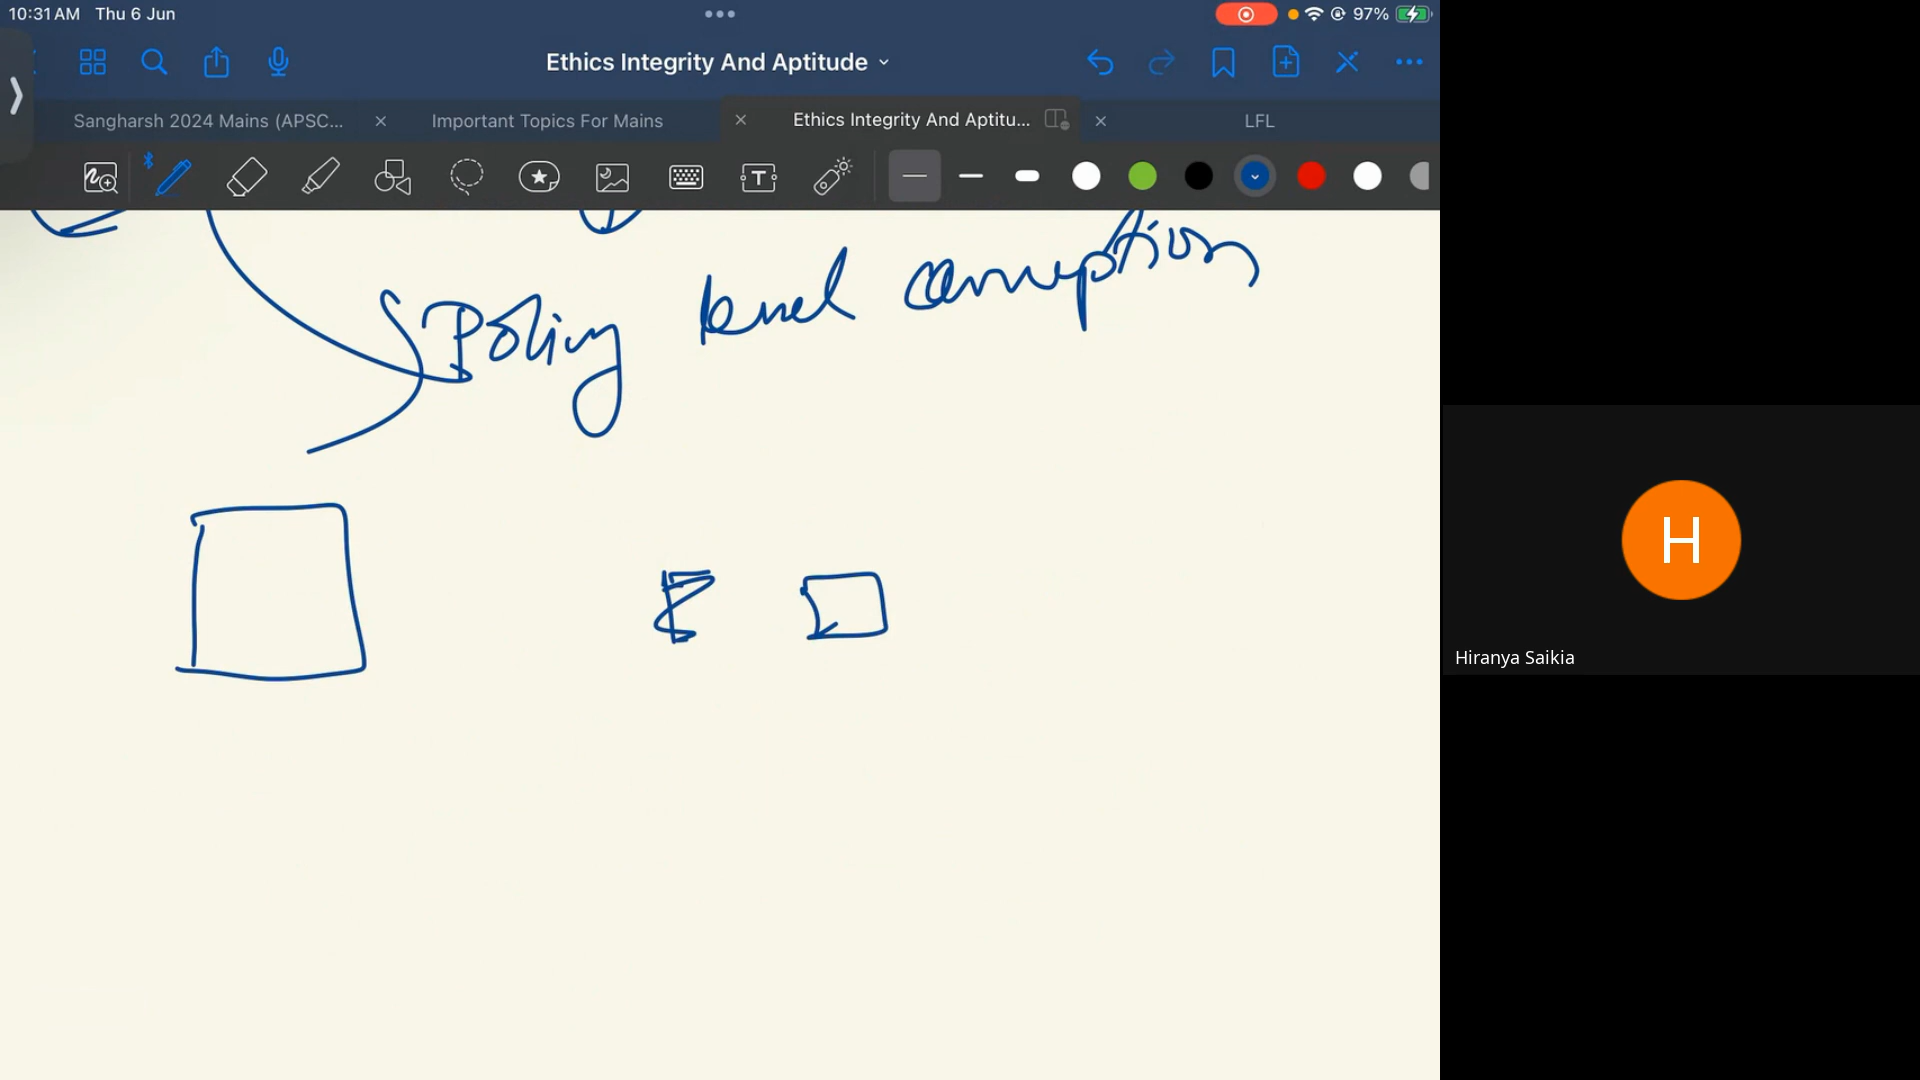 10:31 AM Thu 6 Jun
97%
Ethics Integrity And Aptitude
Sangharsh 2024 Mains (APSC...
Important Topics For Mains
Ethics Integrity And Aptitu...
LFL
T
Policy level corruption
H
Hiranya Saikia